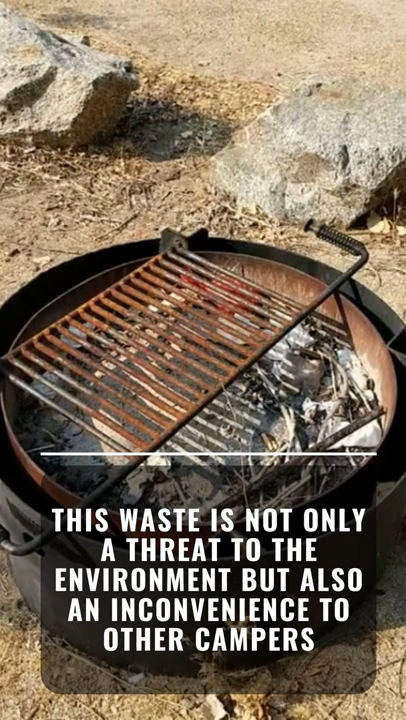 THIS WASTE IS NOT ONLY
A THREAT TO THE
ENVIRONMENT BUT ALSO
AN INCONVENIENCE TO
OTHER CAMPERS